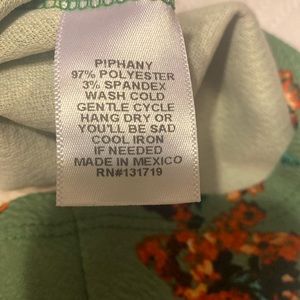 PIPHANY
97% POLYESTER
3% SPANDEX
WASH COLD
GENTLE CYCLE
HANG DRY OR
YOU'LL BE SAD
COOL IRON
IF NEEDED
MADE IN MEXICO
RN#131719